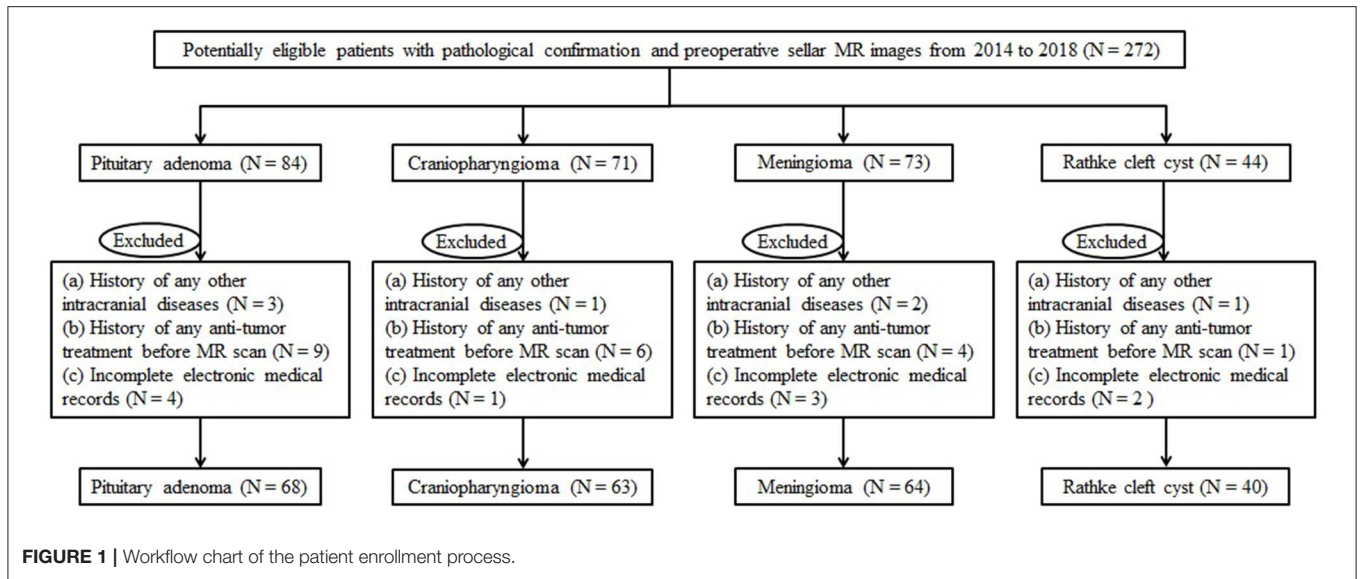 Potentially eligible patients with pathological confirmation and preoperative sellar MR images from 2014 to 2018 (N = 272)
Pituitary adenoma (N = 84)
Craniopharyngioma (N = 71)
Meningioma (N = 73)
Rathke cleft cyst (N = 44)
Excluded
Excluded
Excluded
Excluded
(a) History of any other
intracranial diseases (N = 3)
(b) History of any anti-tumor
treatment before MR scan (N = 9)
(c) Incomplete electronic medical
records (N = 4)
(a) History of any other
intracranial diseases (N = 1)
(b) History of any anti-tumor
treatment before MR scan (N = 6)
(c) Incomplete electronic medical
records (N = 1)
(a) History of any other
intracranial diseases (N = 2)
(b) History of any anti-tumor
treatment before MR scan (N = 4)
(c) Incomplete electronic medical
records (N = 3)
(a) History of any other
intracranial diseases (N = 1)
(b) History of any anti-tumor
treatment before MR scan (N = 1)
(c) Incomplete electronic medical
records (N = 2 )
Pituitary adenoma (N = 68)
Craniopharyngioma (N = 63)
Meningioma (N = 64)
Rathke cleft cyst (N = 40)
FIGURE 1 | Workflow chart of the patient enrollment process.